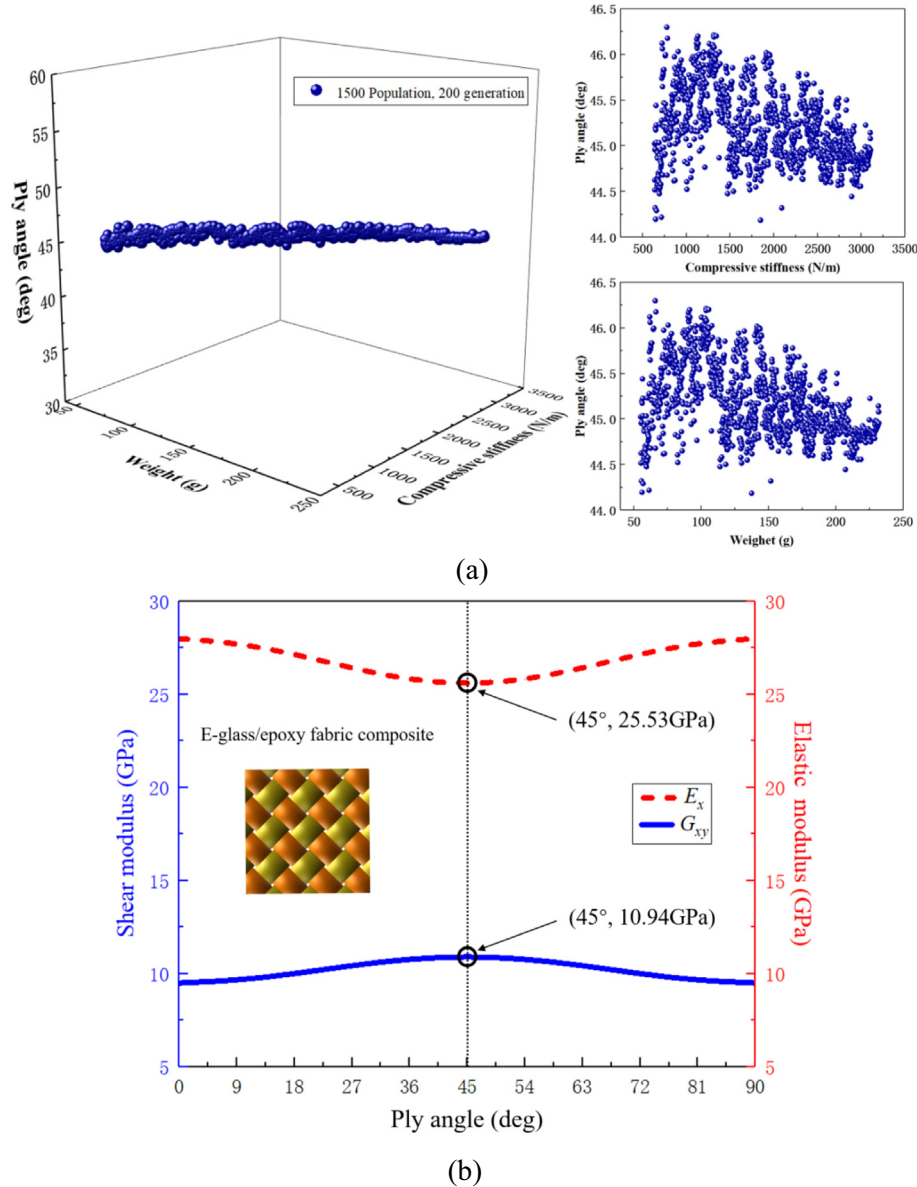 60
55
50
45
40
35
30
Ply angle (deg)
1500 Population, 200 generation
50
100
150
200
250
Weight (g)
500
1000
1500
2000
2500
3000
3500
Compressive stiffness (N/m)
46.5
46.0
45.5
45.0
44.5
44.0
Ply angle (deg)
500 1000 1500 2000 2500 3000 3500
Compressive stiffness (N/m)
46.5
46.0
45.5
45.0
44.5
44.0
Ply angle (deg)
50 100 150 200 250
Weighet (g)
(a)
30
25
20
15
10
5
Shear modulus (GPa)
E-glass/epoxy fabric composite
(45°, 25.53GPa)
E_x
G_xy
(45°, 10.94GPa)
30
25
20
15
10
5
Elastic modulus (GPa)
0 9 18 27 36 45 54 63 72 81 90
Ply angle (deg)
(b)